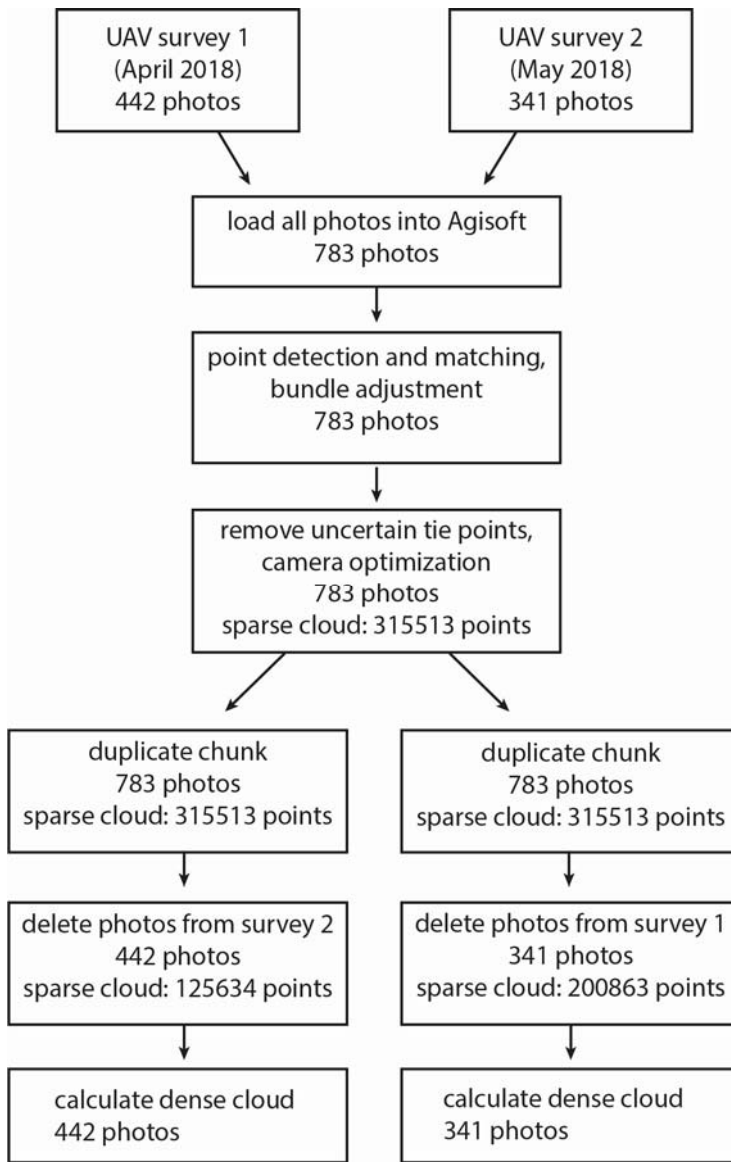 UAV survey 1
(April 2018)
442 photos
UAV survey 2
(May 2018)
341 photos
load all photos into Agisoft
783 photos
point detection and matching,
bundle adjustment
783 photos
remove uncertain tie points,
camera optimization
783 photos
sparse cloud: 315513 points
duplicate chunk
783 photos
sparse cloud: 315513 points
duplicate chunk
783 photos
sparse cloud: 315513 points
delete photos from survey 2
442 photos
sparse cloud: 125634 points
delete photos from survey 1
341 photos
sparse cloud: 200863 points
calculate dense cloud
442 photos
calculate dense cloud
341 photos